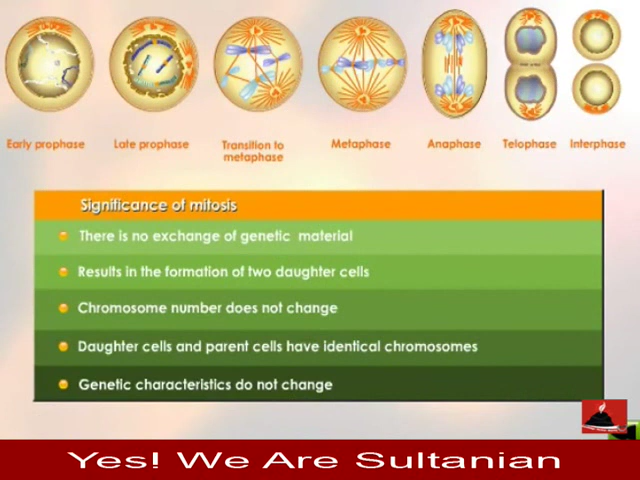 Early prophase
Late prophase
Transition to
metaphase
Metaphase
Anaphase
Telophase
Interphase
Significance of mitosis
There is no exchange of genetic material
Results in the formation of two daughter cells
Chromosome number does not change
Daughter cells and parent cells have identical chromosomes
Genetic characteristics do not change
Yes! We Are Sultanian